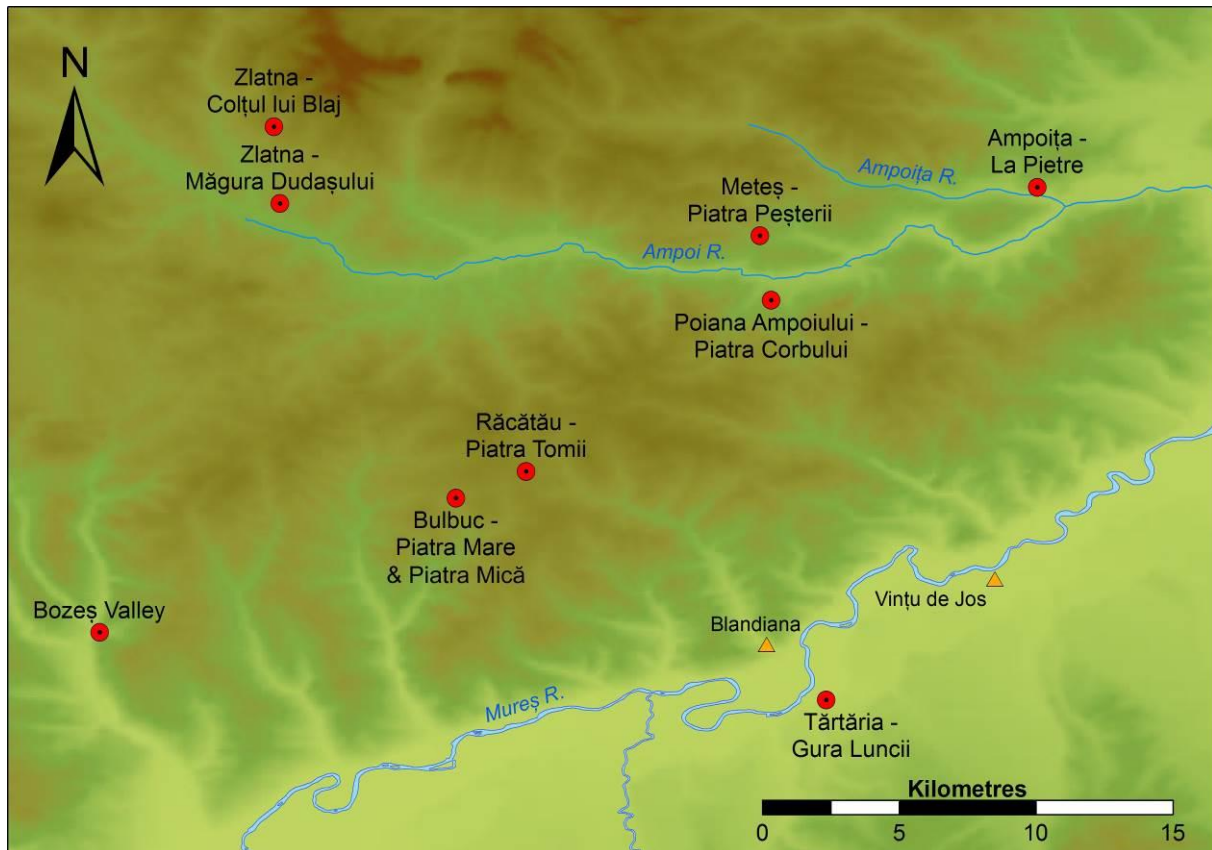 N
Zlatna -
Colțul lui Blaj
Zlatna -
Măgura Dudașului
Ampoița R.
Ampoița -
La Pietre
Meteș -
Piatra Peșterii
Ampoi R.
Poiana Ampoiului -
Piatra Corbului
Răcătău -
Piatra Tomii
Bulbuc -
Piatra Mare
& Piatra Mică
Bozeș Valley
Vințu de Jos
Blandiana
Mureș R.
Tărtăria -
Gura Luncii
Kilometres
0 5 10 15